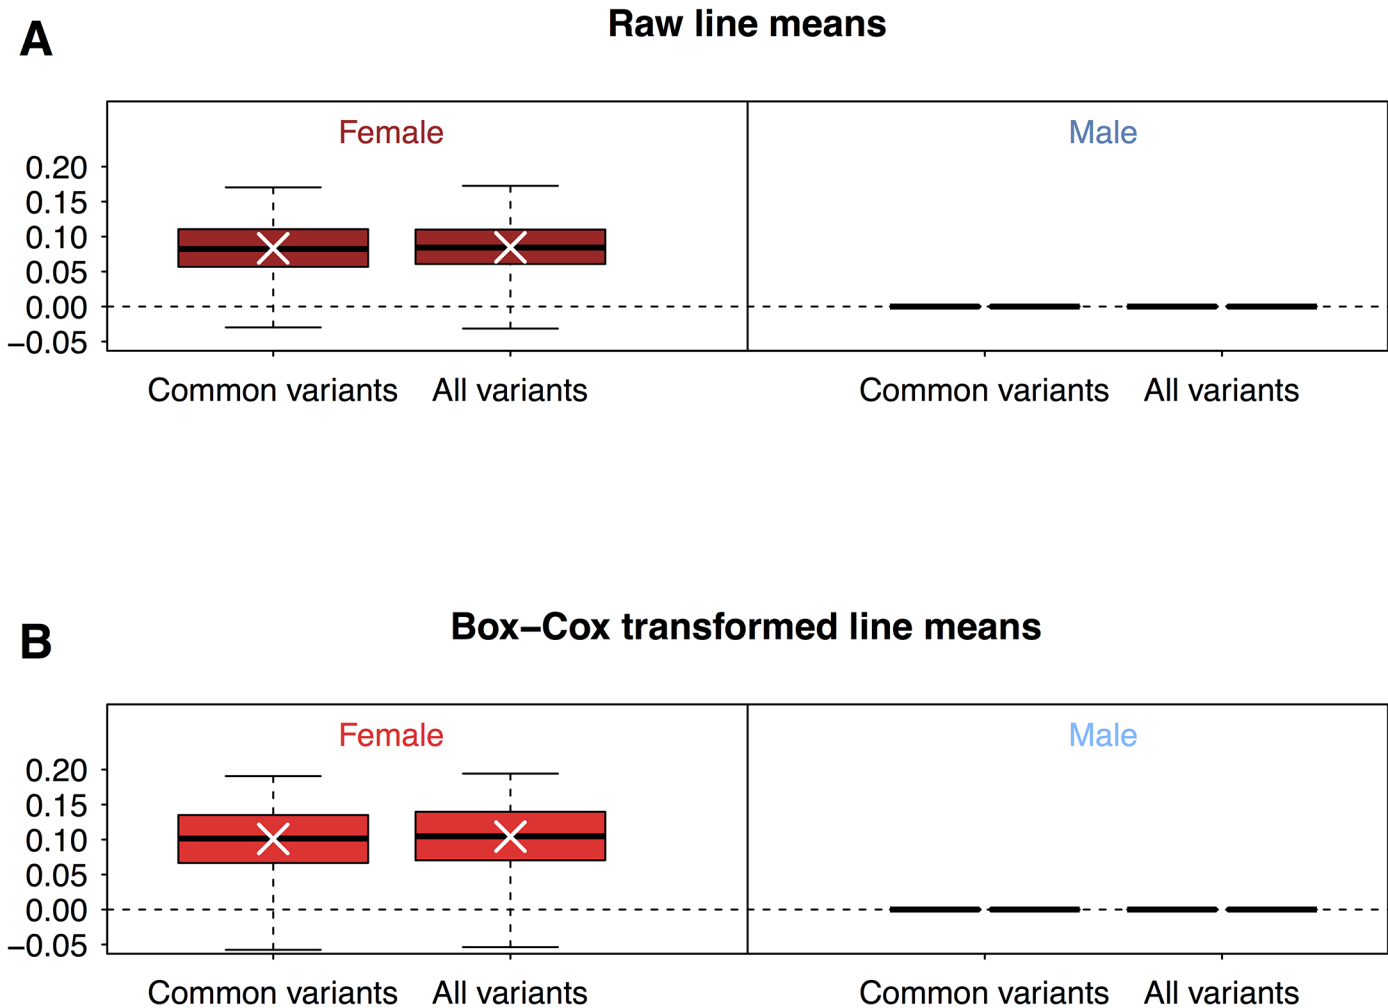 A
Raw line means
Female
Male
0.20
0.15
0.10
0.05
0.00
−0.05
Common variants
All variants
Common variants
All variants
B
Box−Cox transformed line means
Female
Male
0.20
0.15
0.10
0.05
0.00
−0.05
Common variants
All variants
Common variants
All variants